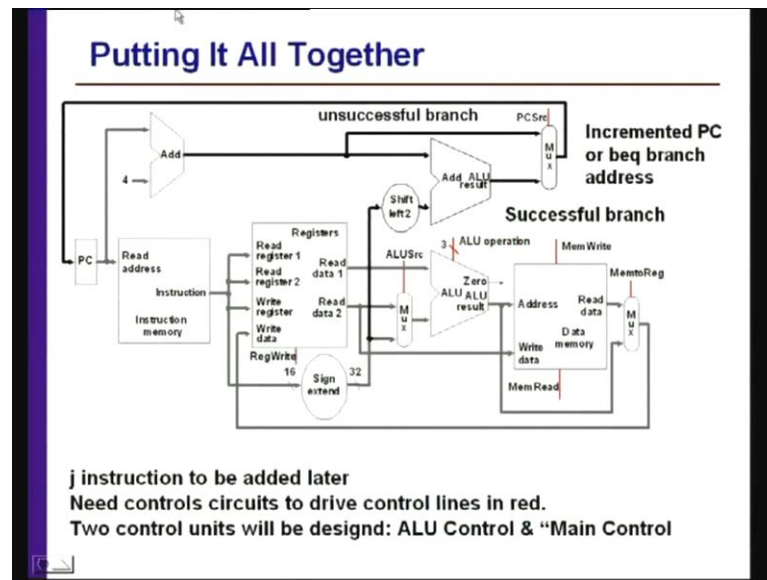 Putting It All Together
unsuccessful branch
PCSrc
Add
4
M
u
x
Incremented PC
or beq branch
address
Add ALU
result
Shift
left2
Successful branch
PC
Read
address
Instruction
Instruction
memory
Registers
Read
register 1
Read
register 2
Write
register
Write
data
Read
data 1
Read
data 2
RegWrite
16
Sign
extend
32
ALUSrc
M
u
x
3
ALU operation
Zero
ALU ALU
result
MemWrite
Address
Read
data
Data
memory
Write
data
MemRead
MemtoReg
M
u
x
j instruction to be added later
Need controls circuits to drive control lines in red.
Two control units will be designd: ALU Control & “Main Control